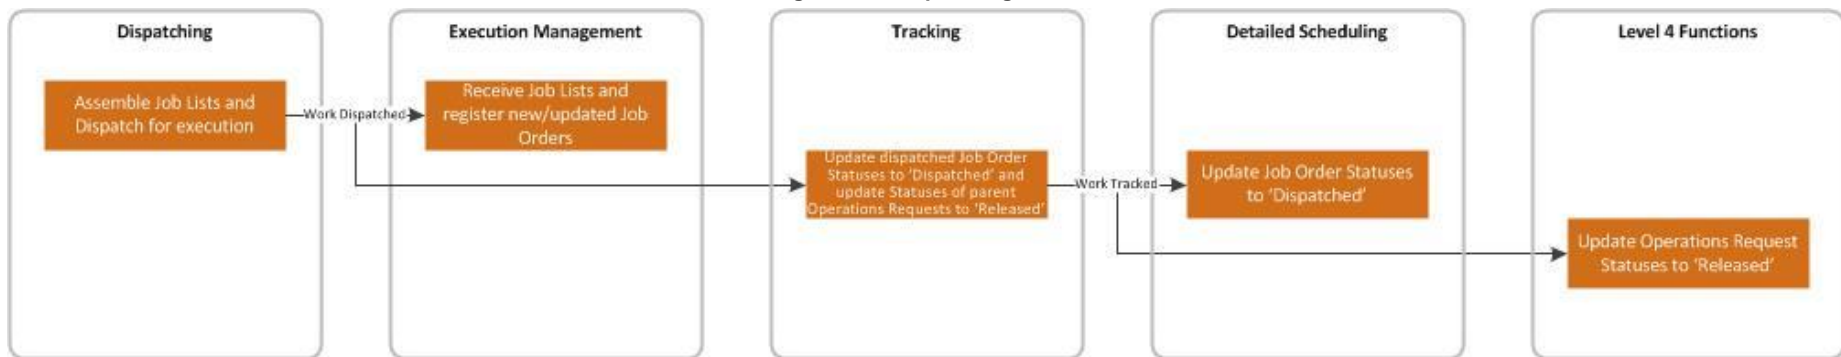 Dispatching
Execution Management
Tracking
Detailed Scheduling
Level 4 Functions
Assemble Job Lists and
Dispatch for execution
Work Dispatched
Receive Job Lists and
register new/updated Job
Orders
Update dispatched Job Order
Statuses to ‘Dispatched’ and
update Statuses of parent
Operations Requests to ‘Released’
Work Tracked
Update Job Order Statuses
to ‘Dispatched’
Update Operations Request
Statuses to ‘Released’